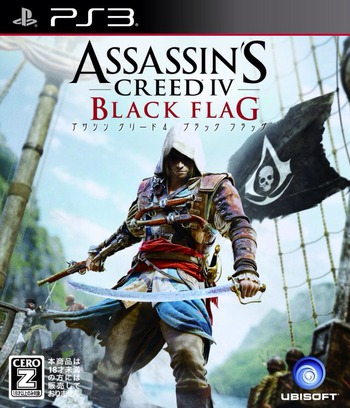 PS3
ASSASSIN'S
CREED IV
BLACK FLAG
アサシン クリード4 ブラック フラッグ
CERO
Z
本商品は
18才未満
の方には
販売して
おりません
UBISOFT